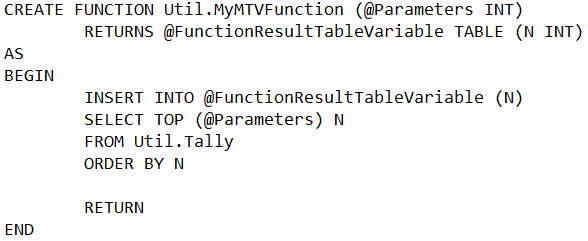 CREATE FUNCTION Util.MyMTVFunction (@Parameters INT)
RETURNS @FunctionResultTableVariable TABLE (N INT)
AS
BEGIN
INSERT INTO @FunctionResultTableVariable (N)
SELECT TOP (@Parameters) N
FROM Util.Tally
ORDER BY N
RETURN
END